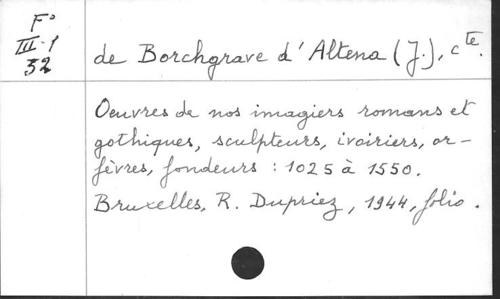 F°
III-1
32
de Borchgrave d'Altena (J.), cte.
Oeuvres de nos imagiers romans et
gothiques, sculpteurs, ivoiriers, or-
fèvres, fondeurs : 1025 à 1550.
Bruxelles, R. Dupriez, 1944, folio.